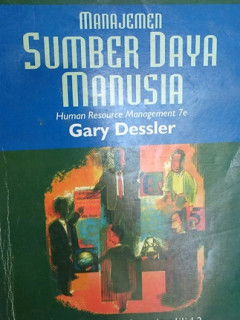 MANAJEMEN
SUMBER DAYA
MANUSIA
Human Resource Management 7e
Gary Dessler